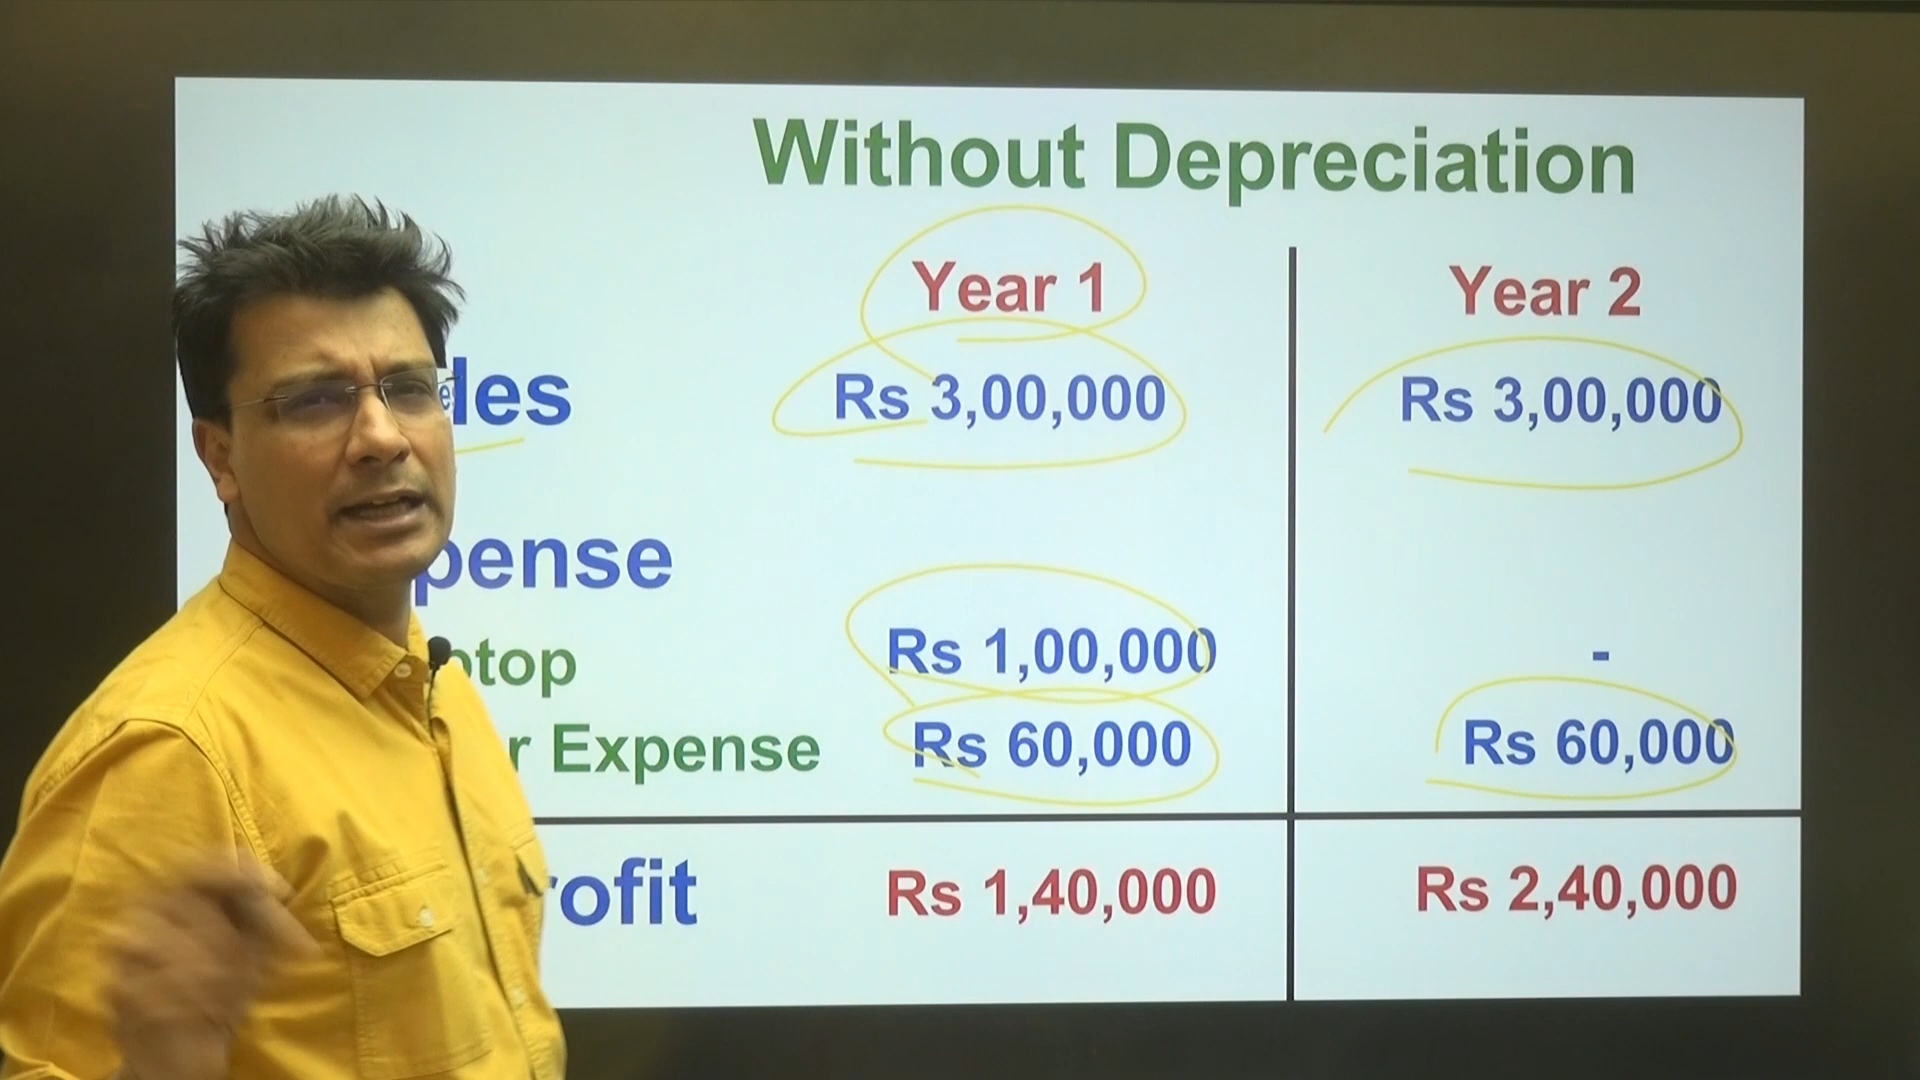 Without Depreciation
Year 1 Year 2
les Rs 3,00,000 Rs 3,00,000
pense
ptop Rs 1,00,000 -
r Expense Rs 60,000 Rs 60,000
rofit Rs 1,40,000 Rs 2,40,000